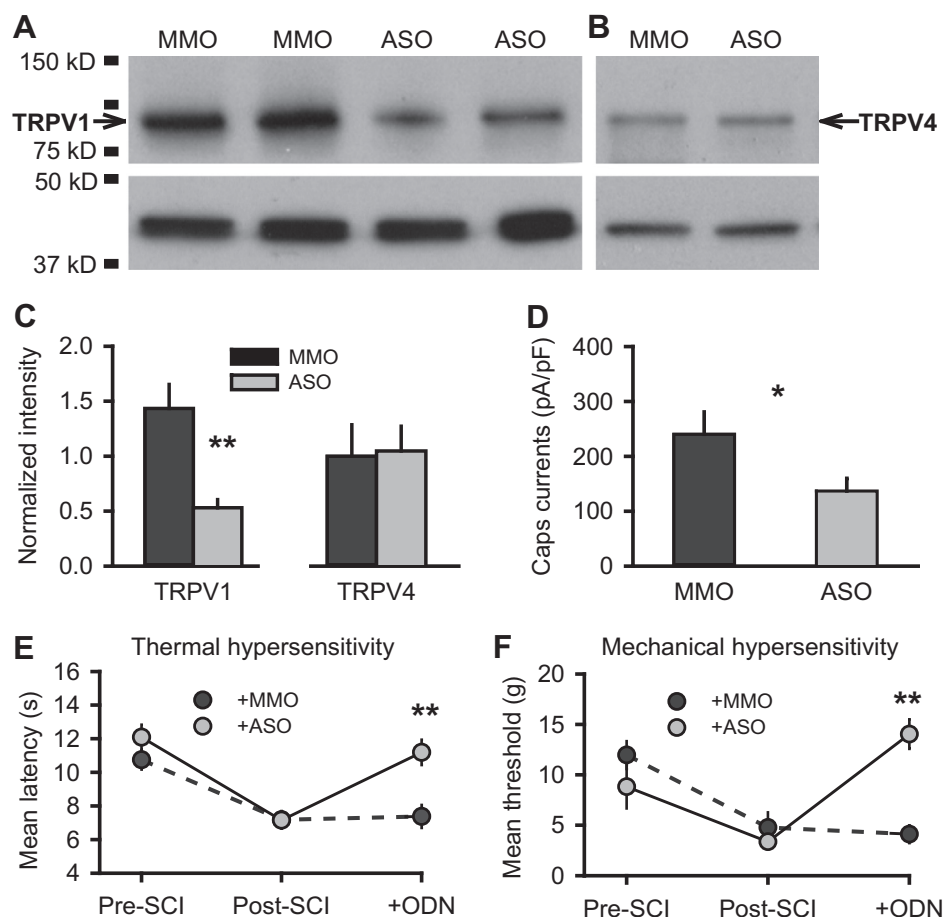 A
MMO MMO ASO ASO
B
MMO ASO
150 kD
TRPV1
75 kD
TRPV4
50 kD
37 kD
C
Normalized intensity
2.0
1.5
1.0
0.5
0.0
MMO
ASO
**
TRPV1 TRPV4
D
Caps currents (pA/pF)
400
300
200
100
0
*
MMO ASO
E Thermal hypersensitivity
Mean latency (s)
16
14
12
10
8
6
4
+MMO
+ASO
**
Pre-SCI Post-SCI +ODN
F Mechanical hypersensitivity
Mean threshold (g)
20
15
10
5
0
+MMO
+ASO
**
Pre-SCI Post-SCI +ODN